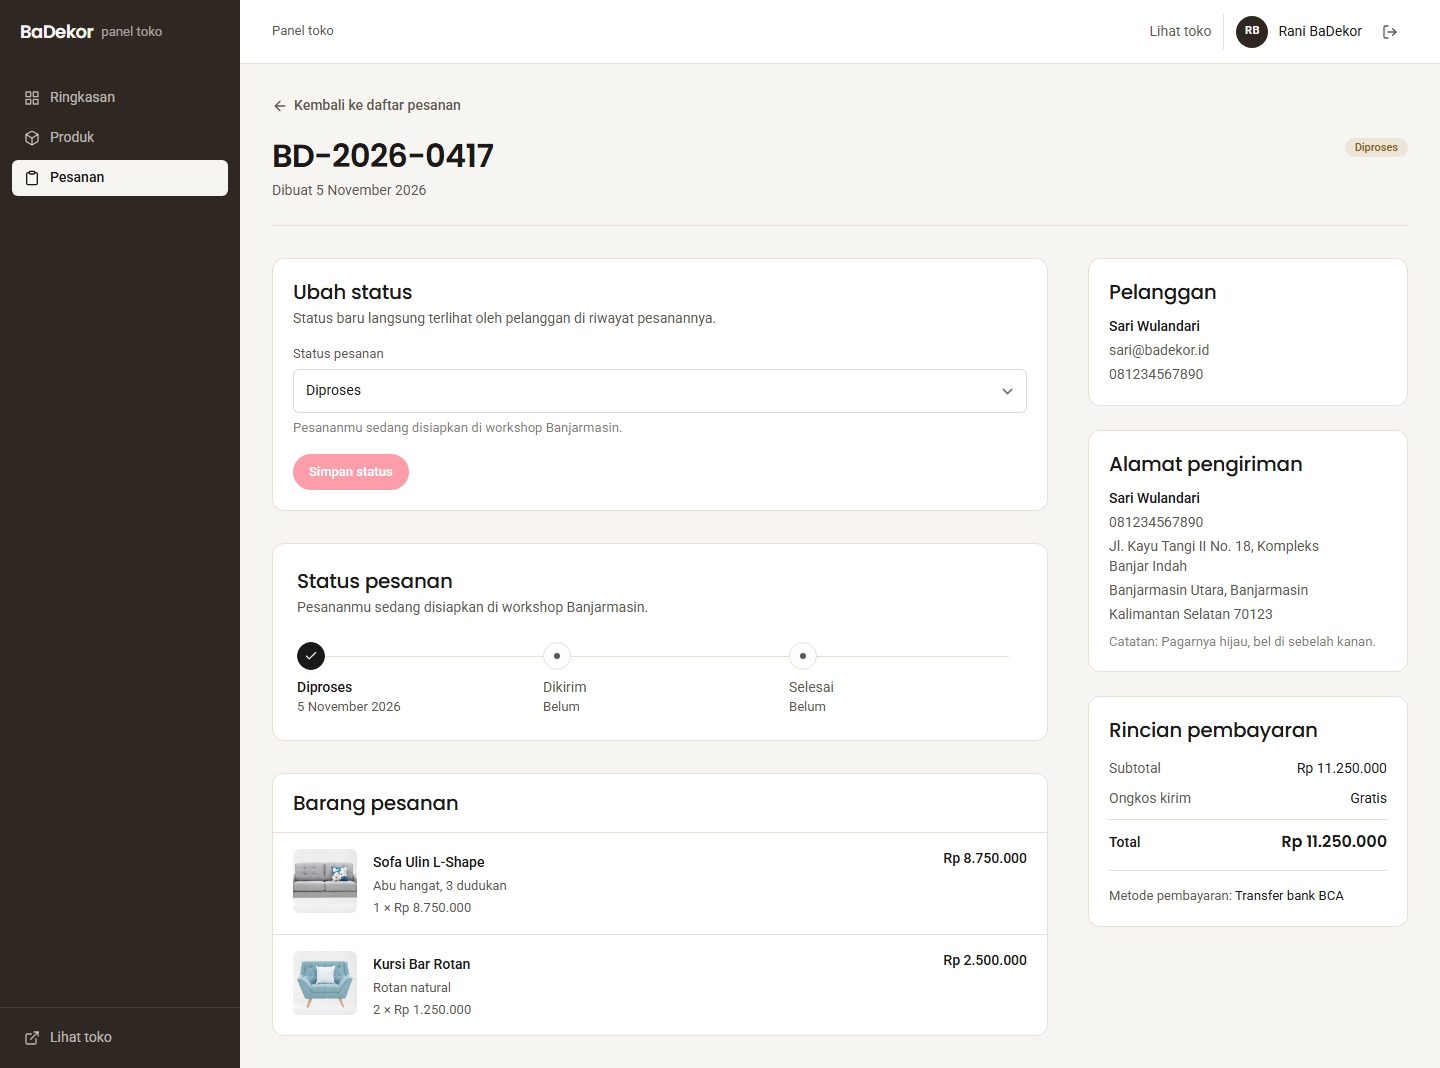 BaDekor panel toko
Ringkasan
Produk
Pesanan
Lihat toko
Panel toko
Lihat toko
RB
Rani BaDekor
Kembali ke daftar pesanan
BD-2026-0417
Diproses
Dibuat 5 November 2026
Ubah status
Status baru langsung terlihat oleh pelanggan di riwayat pesanannya.
Status pesanan
Diproses
Pesananmu sedang disiapkan di workshop Banjarmasin.
Simpan status
Status pesanan
Pesananmu sedang disiapkan di workshop Banjarmasin.
Diproses
5 November 2026
Dikirim
Belum
Selesai
Belum
Barang pesanan
Sofa Ulin L-Shape
Abu hangat, 3 dudukan
1 × Rp 8.750.000
Rp 8.750.000
Kursi Bar Rotan
Rotan natural
2 × Rp 1.250.000
Rp 2.500.000
Pelanggan
Sari Wulandari
sari@badekor.id
081234567890
Alamat pengiriman
Sari Wulandari
081234567890
Jl. Kayu Tangi II No. 18, Kompleks
Banjar Indah
Banjarmasin Utara, Banjarmasin
Kalimantan Selatan 70123
Catatan: Pagarnya hijau, bel di sebelah kanan.
Rincian pembayaran
Subtotal Rp 11.250.000
Ongkos kirim Gratis
Total Rp 11.250.000
Metode pembayaran: Transfer bank BCA